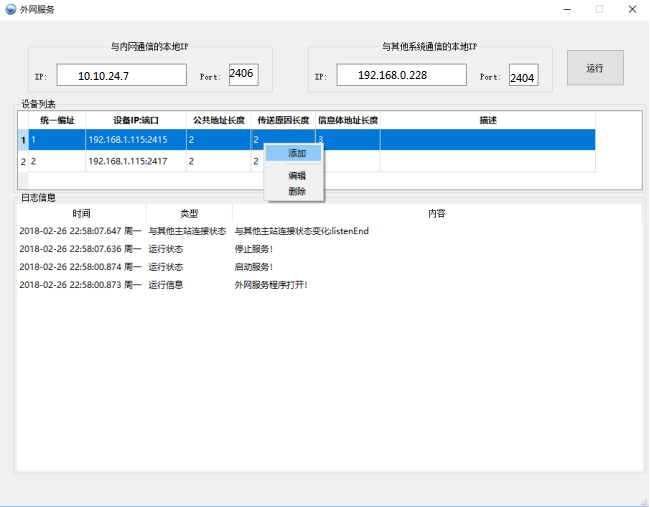 外网服务
与内网通信的本地IP
IP: 10.10.24.7 Port: 2406
与其他系统通信的本地IP
IP: 192.168.0.228 Port: 2404
运行
设备列表
统一编址 设备IP:端口 公共地址长度 传送原因长度 信息体地址长度 描述
1 1 192.168.1.115:2415 2 2 3
2 2 192.168.1.117:2417 2 2
添加
编辑
删除
日志信息
时间 类型 内容
2018-02-26 22:58:07.647 周一 与其他主站连接状态 与其他主站连接状态变化:listenEnd
2018-02-26 22:58:07.636 周一 运行状态 停止服务!
2018-02-26 22:58:00.874 周一 运行状态 启动服务!
2018-02-26 22:58:00.873 周一 运行信息 外网服务程序打开!